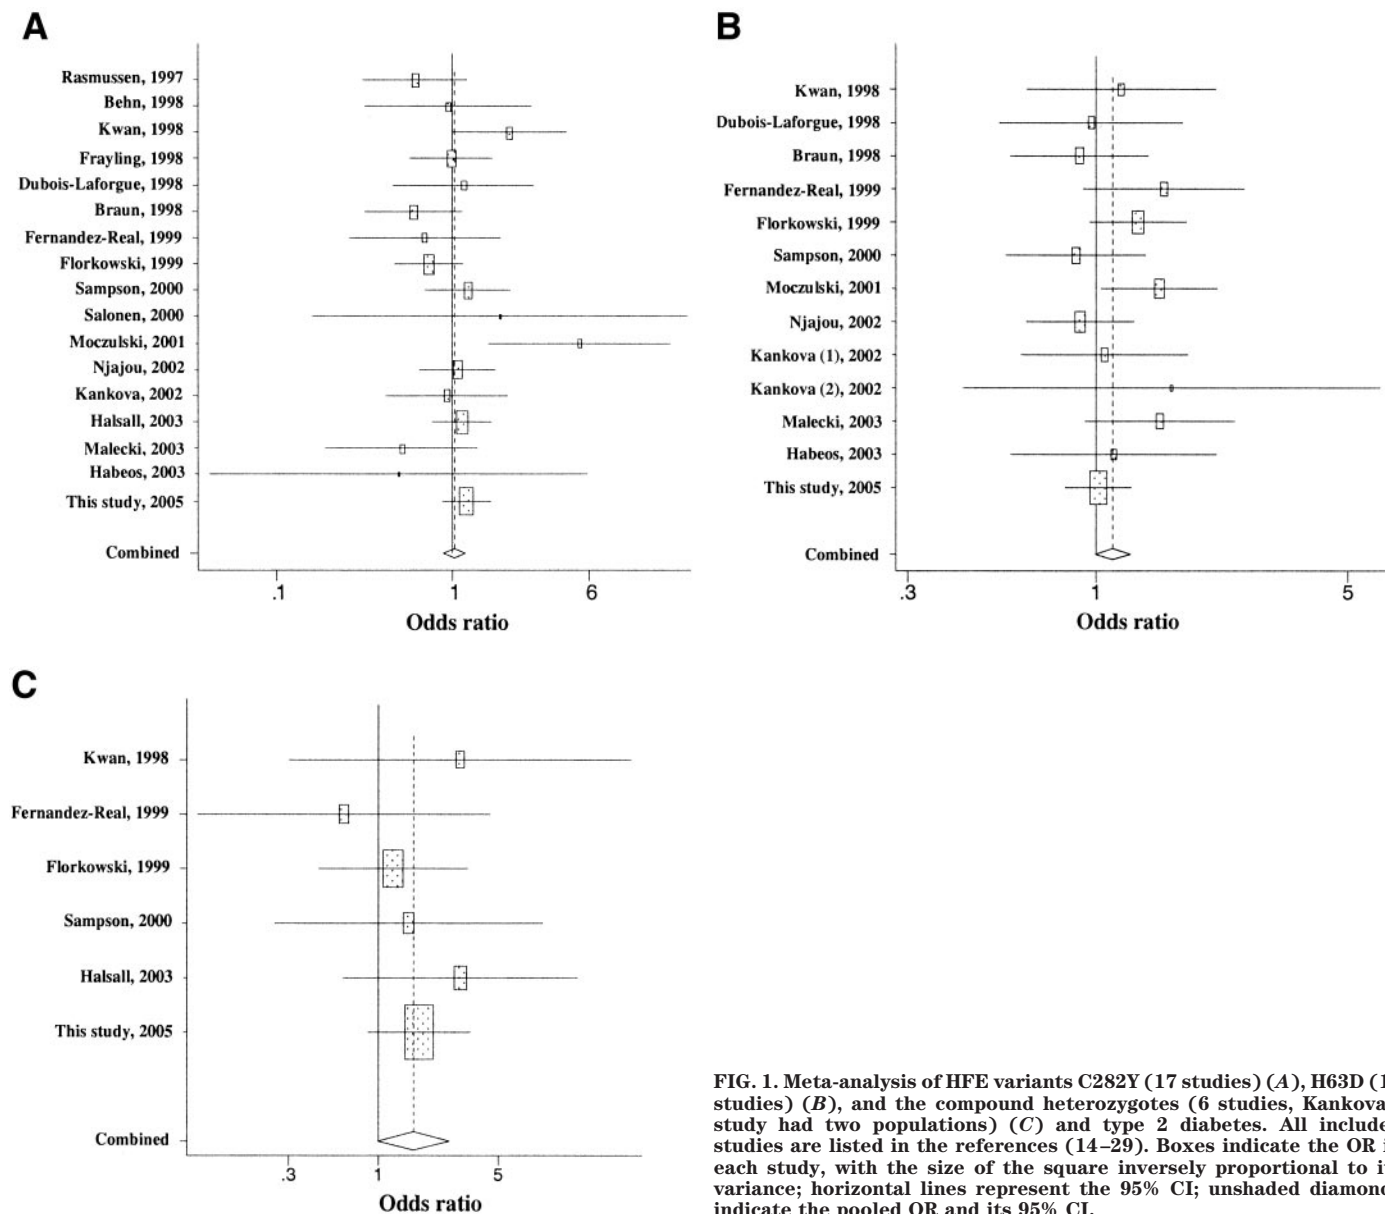 A
Rasmussen, 1997
Behn, 1998
Kwan, 1998
Frayling, 1998
Dubois-Laforgue, 1998
Braun, 1998
Fernandez-Real, 1999
Florkowski, 1999
Sampson, 2000
Salonen, 2000
Moczulski, 2001
Njajou, 2002
Kankova, 2002
Halsall, 2003
Malecki, 2003
Habeos, 2003
This study, 2005
Combined
.1 1 6
Odds ratio
B
Kwan, 1998
Dubois-Laforgue, 1998
Braun, 1998
Fernandez-Real, 1999
Florkowski, 1999
Sampson, 2000
Moczulski, 2001
Njajou, 2002
Kankova (1), 2002
Kankova (2), 2002
Malecki, 2003
Habeos, 2003
This study, 2005
Combined
.3 1 5
Odds ratio
C
Kwan, 1998
Fernandez-Real, 1999
Florkowski, 1999
Sampson, 2000
Halsall, 2003
This study, 2005
Combined
.3 1 5
Odds ratio
FIG. 1. Meta-analysis of HFE variants C282Y (17 studies) (A), H63D (1
studies) (B), and the compound heterozygotes (6 studies, Kankova
study had two populations) (C) and type 2 diabetes. All include
studies are listed in the references (14–29). Boxes indicate the OR i
each study, with the size of the square inversely proportional to it
variance; horizontal lines represent the 95% CI; unshaded diamond
indicate the pooled OR and its 95% CI.